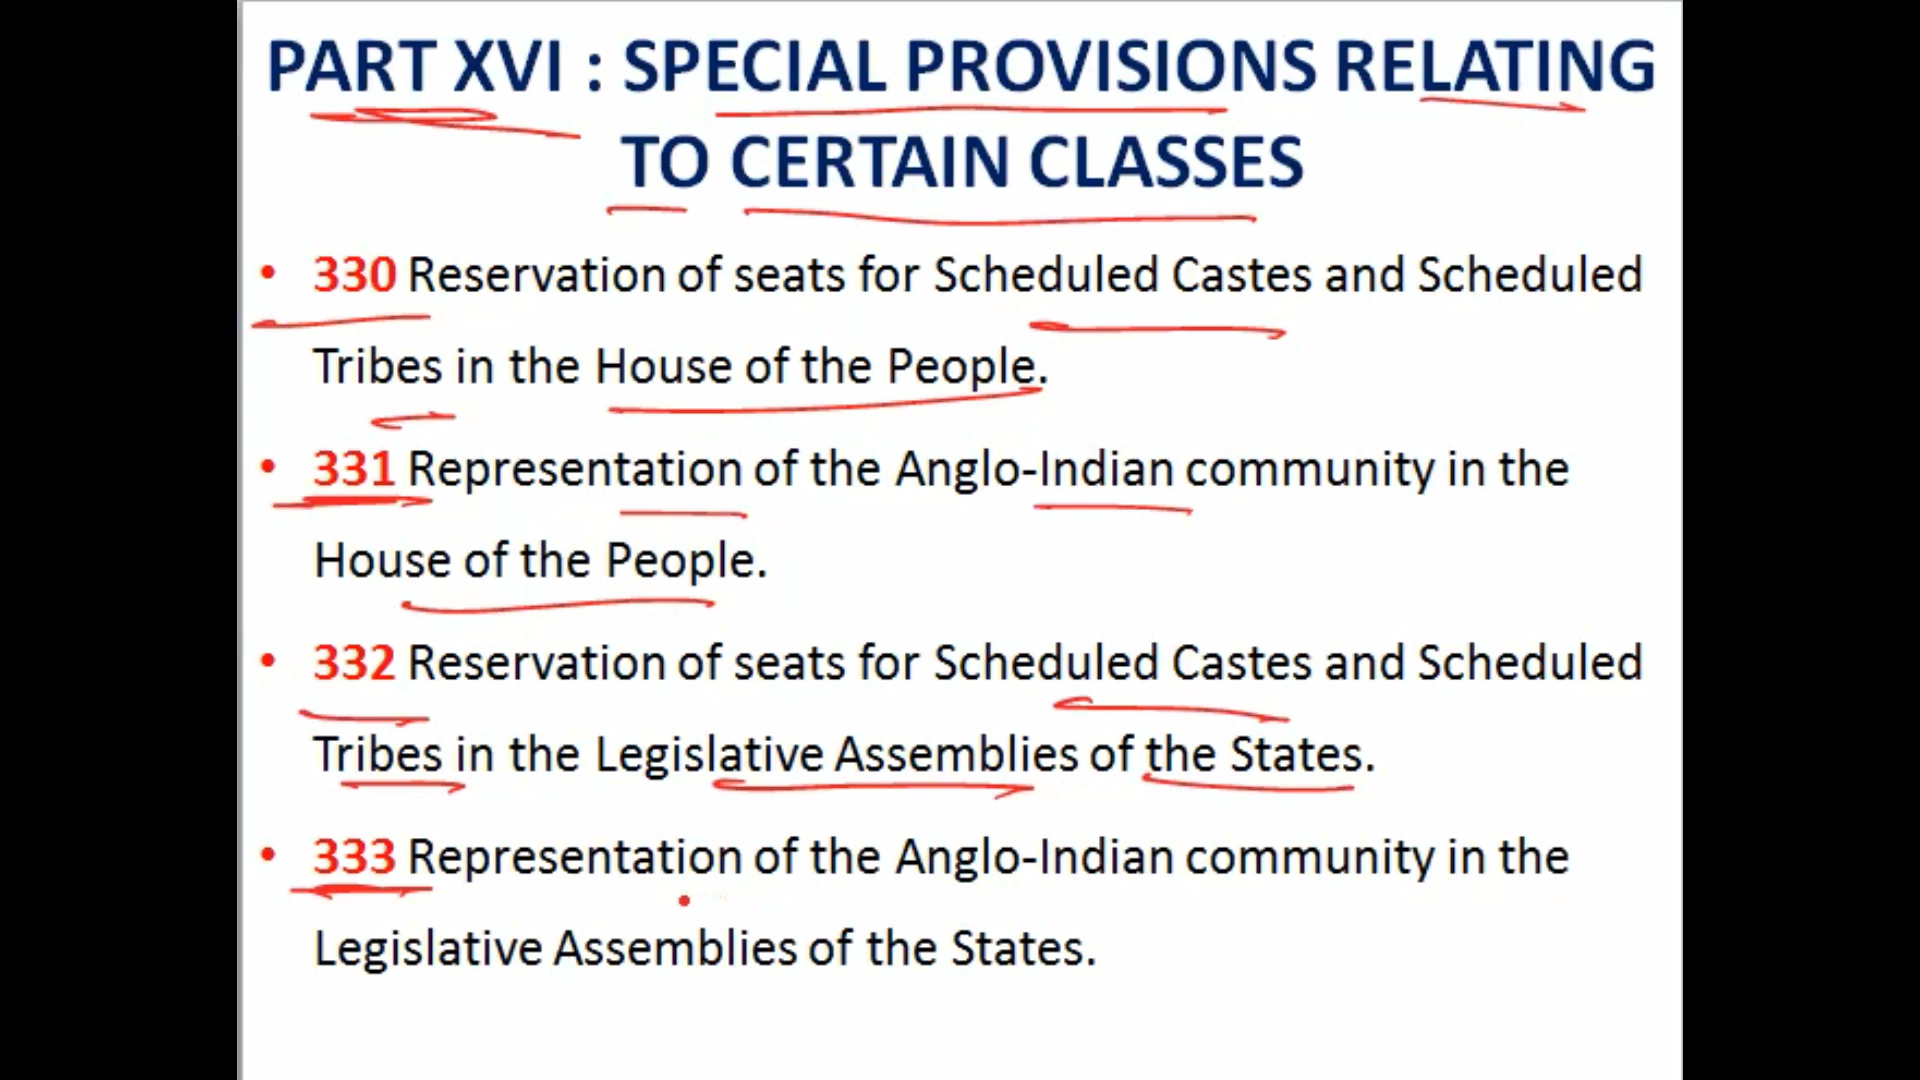 PART XVI : SPECIAL PROVISIONS RELATING
TO CERTAIN CLASSES
• 330 Reservation of seats for Scheduled Castes and Scheduled
Tribes in the House of the People.
• 331 Representation of the Anglo-Indian community in the
House of the People.
• 332 Reservation of seats for Scheduled Castes and Scheduled
Tribes in the Legislative Assemblies of the States.
• 333 Representation of the Anglo-Indian community in the
Legislative Assemblies of the States.